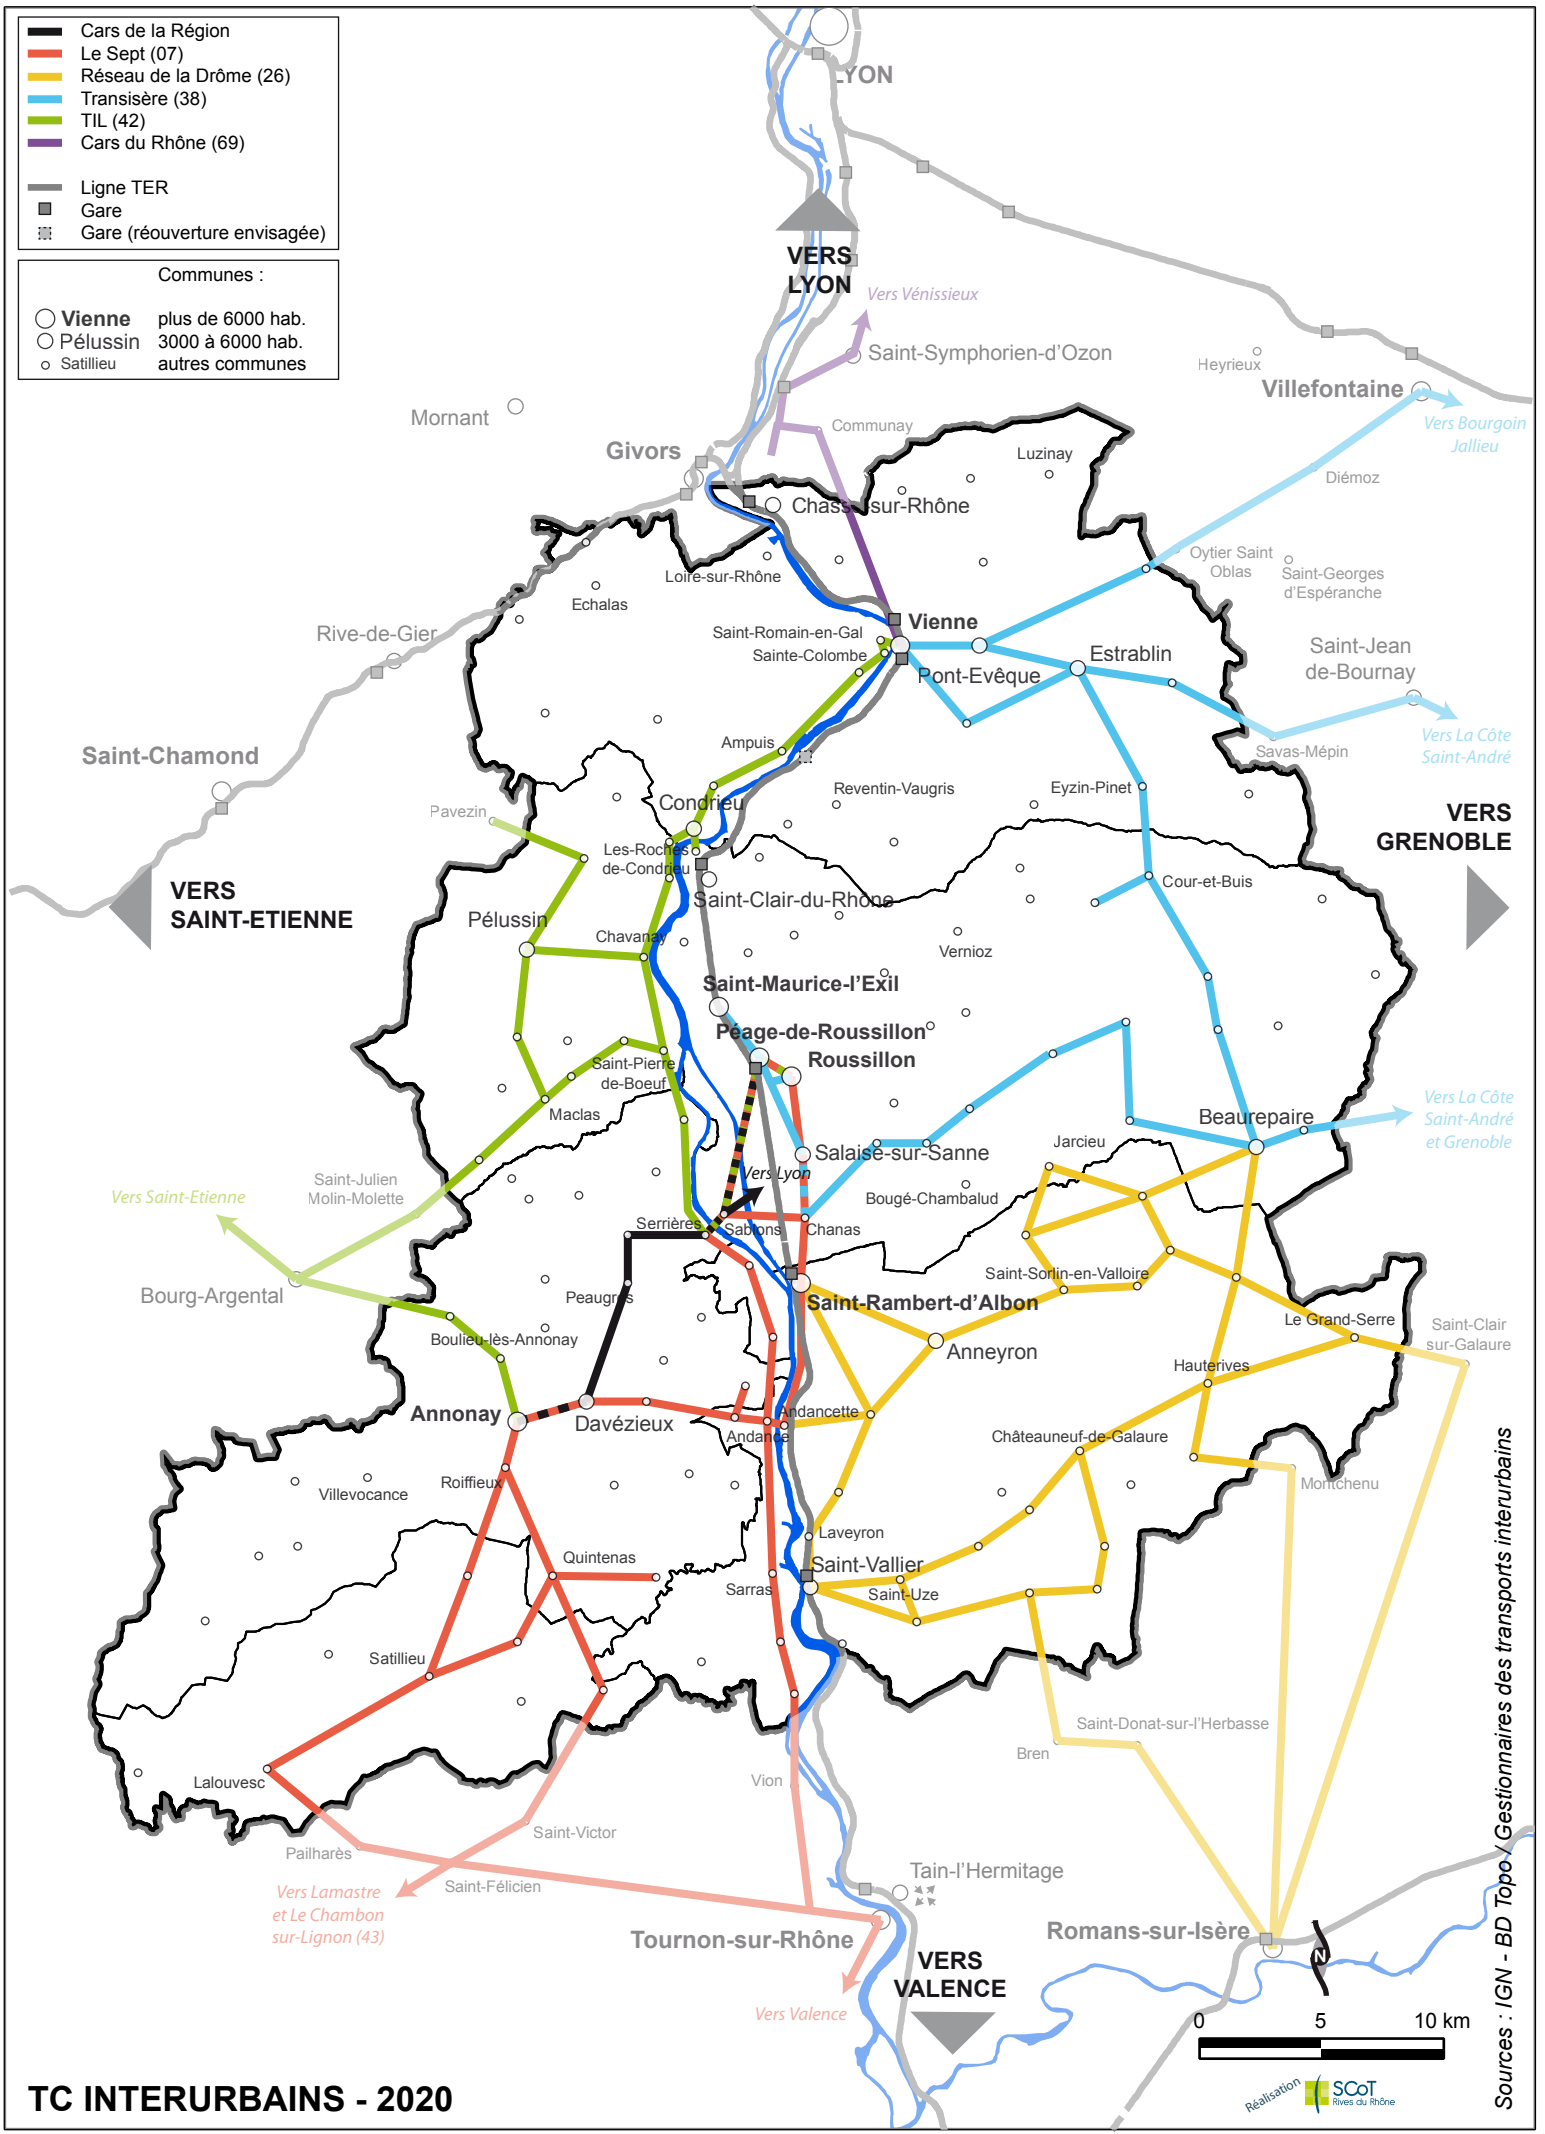 Cars de la Région
Le Sept (07)
Réseau de la Drôme (26)
Transisère (38)
TIL (42)
Cars du Rhône (69)
Ligne TER
Gare
Gare (réouverture envisagée)
Communes :
Vienne plus de 6000 hab.
Pélussin 3000 à 6000 hab.
Satillieu autres communes
LYON
VERS
LYON
Vers Vénissieux
Saint-Symphorien-d'Ozon
Heyrieux
Villefontaine
Vers Bourgoin
Jallieu
Mornant
Communay
Givors
Luzinay
Diémoz
Chasse-sur-Rhône
Oytier Saint
Oblas
Loire-sur-Rhône
Saint-Georges
d'Espéranche
Echalas
Rive-de-Gier
Vienne
Saint-Romain-en-Gal
Sainte-Colombe
Estrablin
Saint-Jean
de-Bournay
Pont-Evêque
Ampuis
Saint-Chamond
Savas-Mépin
Vers La Côte
Saint-André
Reventin-Vaugris
Eyzin-Pinet
Condrieu
Pavezin
VERS
GRENOBLE
Les-Roches
de-Condrieu
Cour-et-Buis
VERS
SAINT-ETIENNE
Saint-Clair-du-Rhône
Pélussin
Chavanay
Vernioz
Saint-Maurice-l'Exil
Péage-de-Roussillon
Roussillon
Saint-Pierre
de-Boeuf
Maclas
Beaurepaire
Vers La Côte
Saint-André
et Grenoble
Jarcieu
Salaise-sur-Sanne
Saint-Julien
Molin-Molette
Vers Lyon
Vers Saint-Etienne
Bougé-Chambalud
Serrières
Sablons
Chanas
Saint-Sorlin-en-Valloire
Bourg-Argental
Peaugres
Saint-Rambert-d'Albon
Le Grand-Serre
Saint-Clair
sur-Galaure
Boulieu-lès-Annonay
Anneyron
Hauterives
Annonay
Davézieux
Andancette
Andance
Châteauneuf-de-Galaure
Roiffieux
Villevocance
Montchenu
Laveyron
Quintenas
Saint-Vallier
Sarras
Saint-Uze
Satillieu
Saint-Donat-sur-l'Herbasse
Bren
Lalouvesc
Vion
Saint-Victor
Pailharès
Tain-l'Hermitage
Saint-Félicien
Vers Lamastre
et Le Chambon
sur-Lignon (43)
Tournon-sur-Rhône
Romans-sur-Isère
VERS
VALENCE
N
Vers Valence
0 5 10 km
Réalisation
SCoT
Rives du Rhône
Sources : IGN - BD Topo / Gestionnaires des transports interurbains
TC INTERURBAINS - 2020